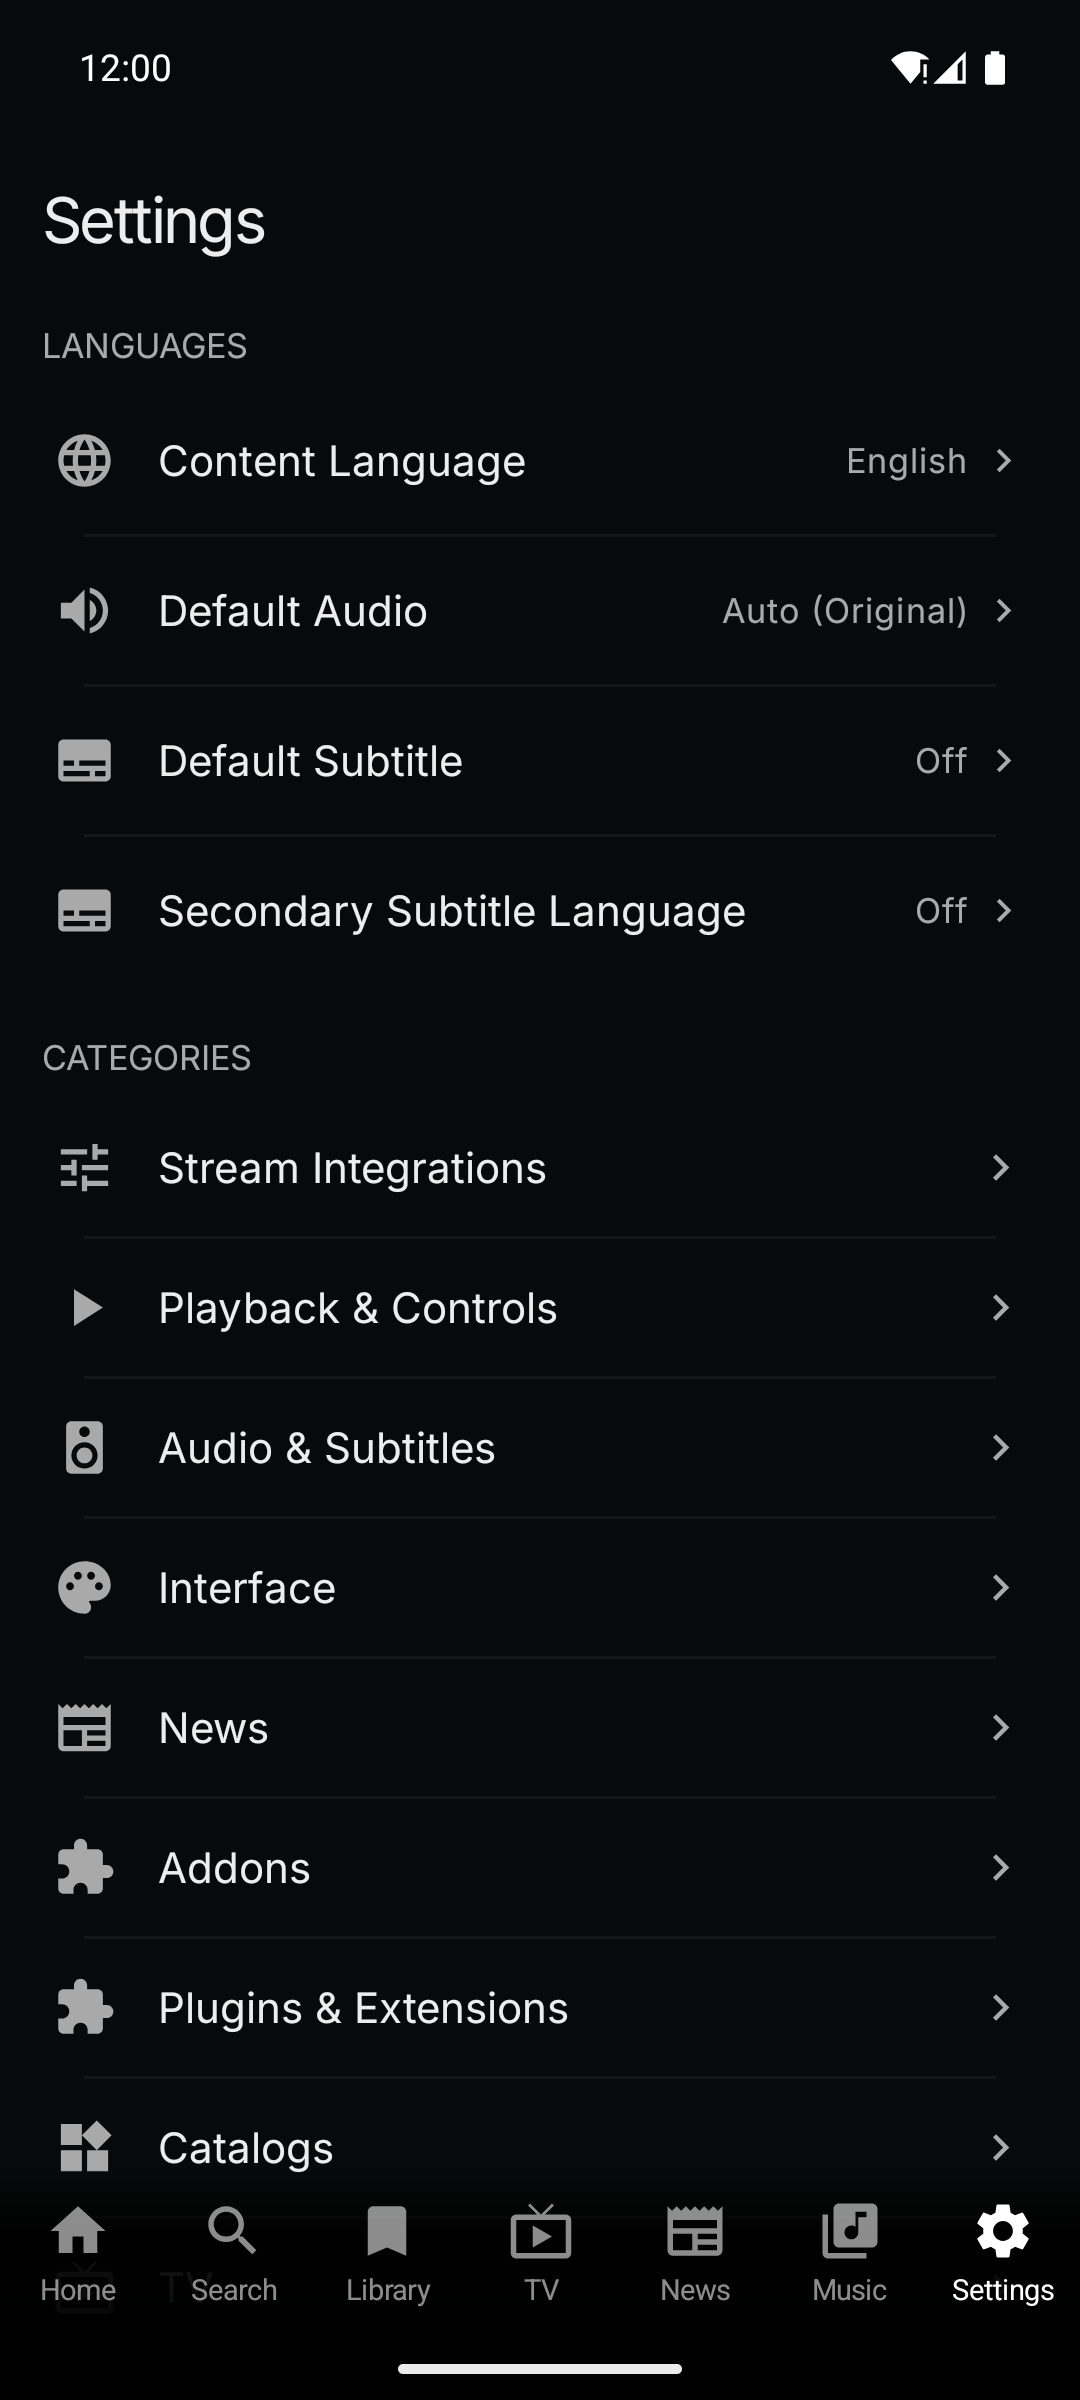 12:00
Settings
LANGUAGES
Content Language English
Default Audio Auto (Original)
Default Subtitle Off
Secondary Subtitle Language Off
CATEGORIES
Stream Integrations
Playback & Controls
Audio & Subtitles
Interface
News
Addons
Plugins & Extensions
Catalogs
TV
Home Search Library TV News Music Settings